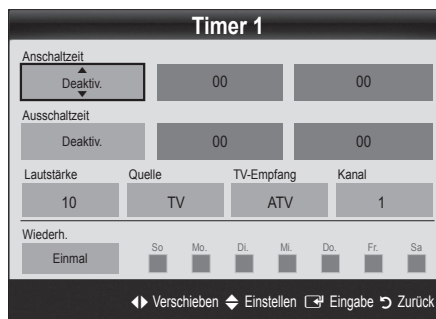 Timer 1
Anschaltzeit
Deaktiv. 00 00
Ausschaltzeit
Deaktiv. 00 00
Lautstärke Quelle TV-Empfang Kanal
10 TV ATV 1
Wiederh. So Mo. Di. Mi. Do. Fr. Sa
Einmal
Verschieben Einstellen Eingabe Zurück